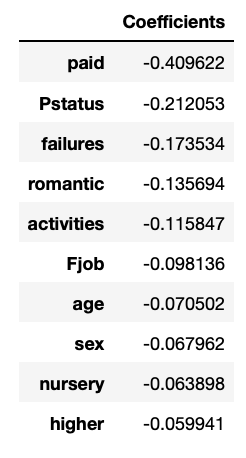 Coefficients
paid -0.409622
Pstatus -0.212053
failures -0.173534
romantic -0.135694
activities -0.115847
Fjob -0.098136
age -0.070502
sex -0.067962
nursery -0.063898
higher -0.059941